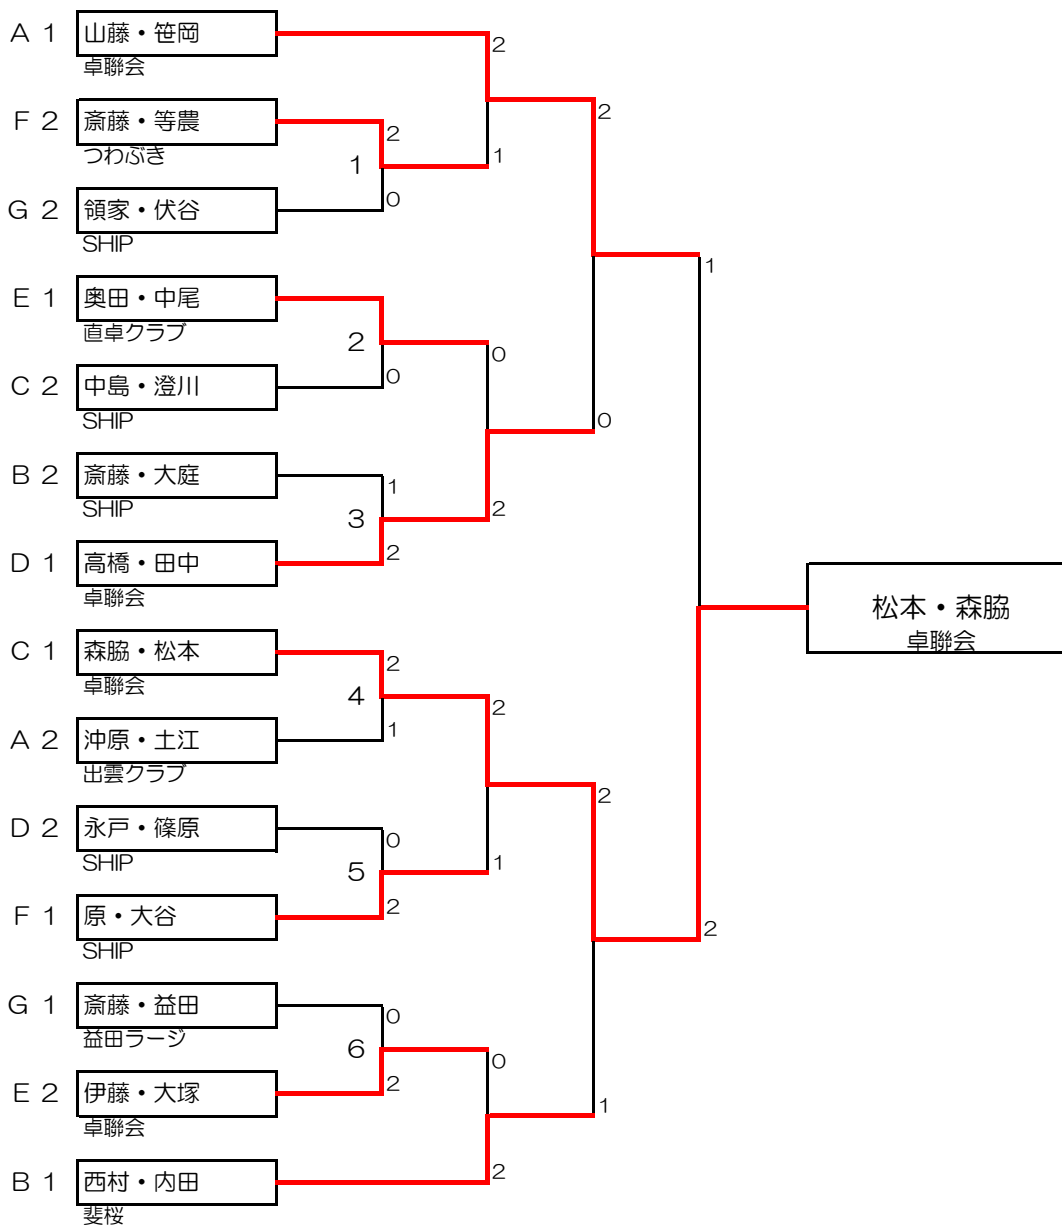 A 1 山藤・笹岡
卓聯会
2
F 2 斎藤・等農
つわぶき
2
2
1
1
G 2 領家・伏谷
SHIP
0
1
E 1 奥田・中尾
直卓クラブ
2
0
C 2 中島・澄川
SHIP
0
0
B 2 斎藤・大庭
SHIP
1
3
2
D 1 高橋・田中
卓聯会
2
松本・森脇
卓聯会
C 1 森脇・松本
卓聯会
2
4
2
A 2 沖原・土江
出雲クラブ
1
2
D 2 永戸・篠原
SHIP
0
5
1
F 1 原・大谷
SHIP
2
2
G 1 斎藤・益田
益田ラージ
0
6
0
E 2 伊藤・大塚
卓聯会
2
1
B 1 西村・内田
斐桜
2